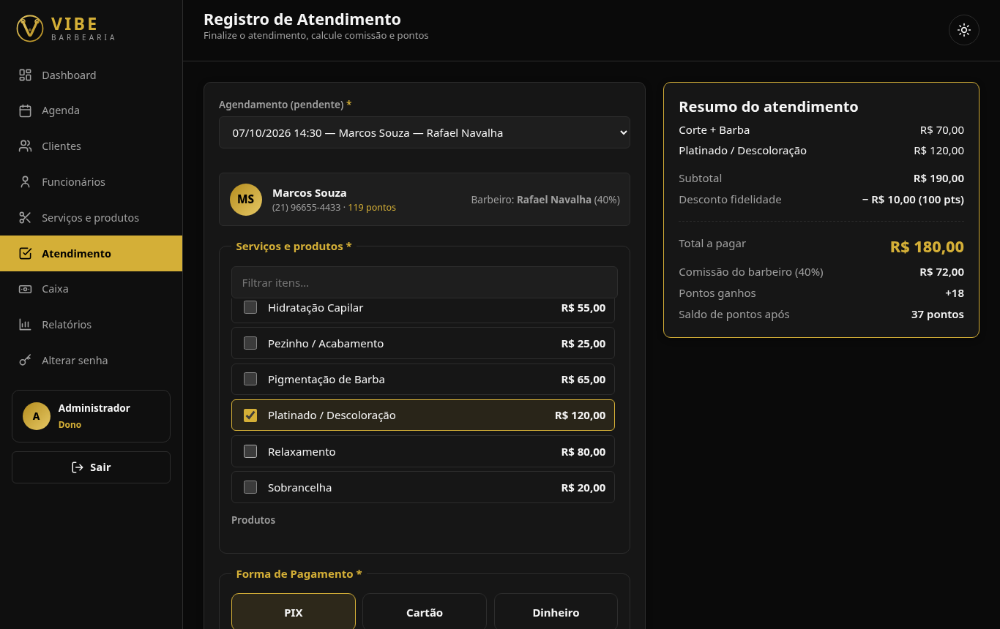 VIBE
BARBEARIA
Dashboard
Agenda
Clientes
Funcionários
Serviços e produtos
Atendimento
Caixa
Relatórios
Alterar senha
A
Administrador
Dono
Sair
Registro de Atendimento
Finalize o atendimento, calcule comissão e pontos
Agendamento (pendente) *
07/10/2026 14:30 — Marcos Souza — Rafael Navalha
MS
Marcos Souza
(21) 96655-4433 · 119 pontos
Barbeiro: Rafael Navalha (40%)
Serviços e produtos *
Filtrar itens...
Hidratação Capilar R$ 55,00
Pezinho / Acabamento R$ 25,00
Pigmentação de Barba R$ 65,00
Platinado / Descoloração R$ 120,00
Relaxamento R$ 80,00
Sobrancelha R$ 20,00
Produtos
Forma de Pagamento *
PIX Cartão Dinheiro
Resumo do atendimento
Corte + Barba R$ 70,00
Platinado / Descoloração R$ 120,00
Subtotal R$ 190,00
Desconto fidelidade − R$ 10,00 (100 pts)
Total a pagar R$ 180,00
Comissão do barbeiro (40%) R$ 72,00
Pontos ganhos +18
Saldo de pontos após 37 pontos